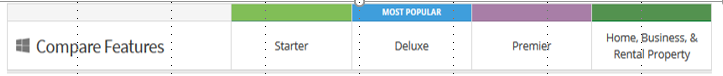 MOST POPULAR
Compare Features
Starter
Deluxe
Premier
Home, Business, &
Rental Property